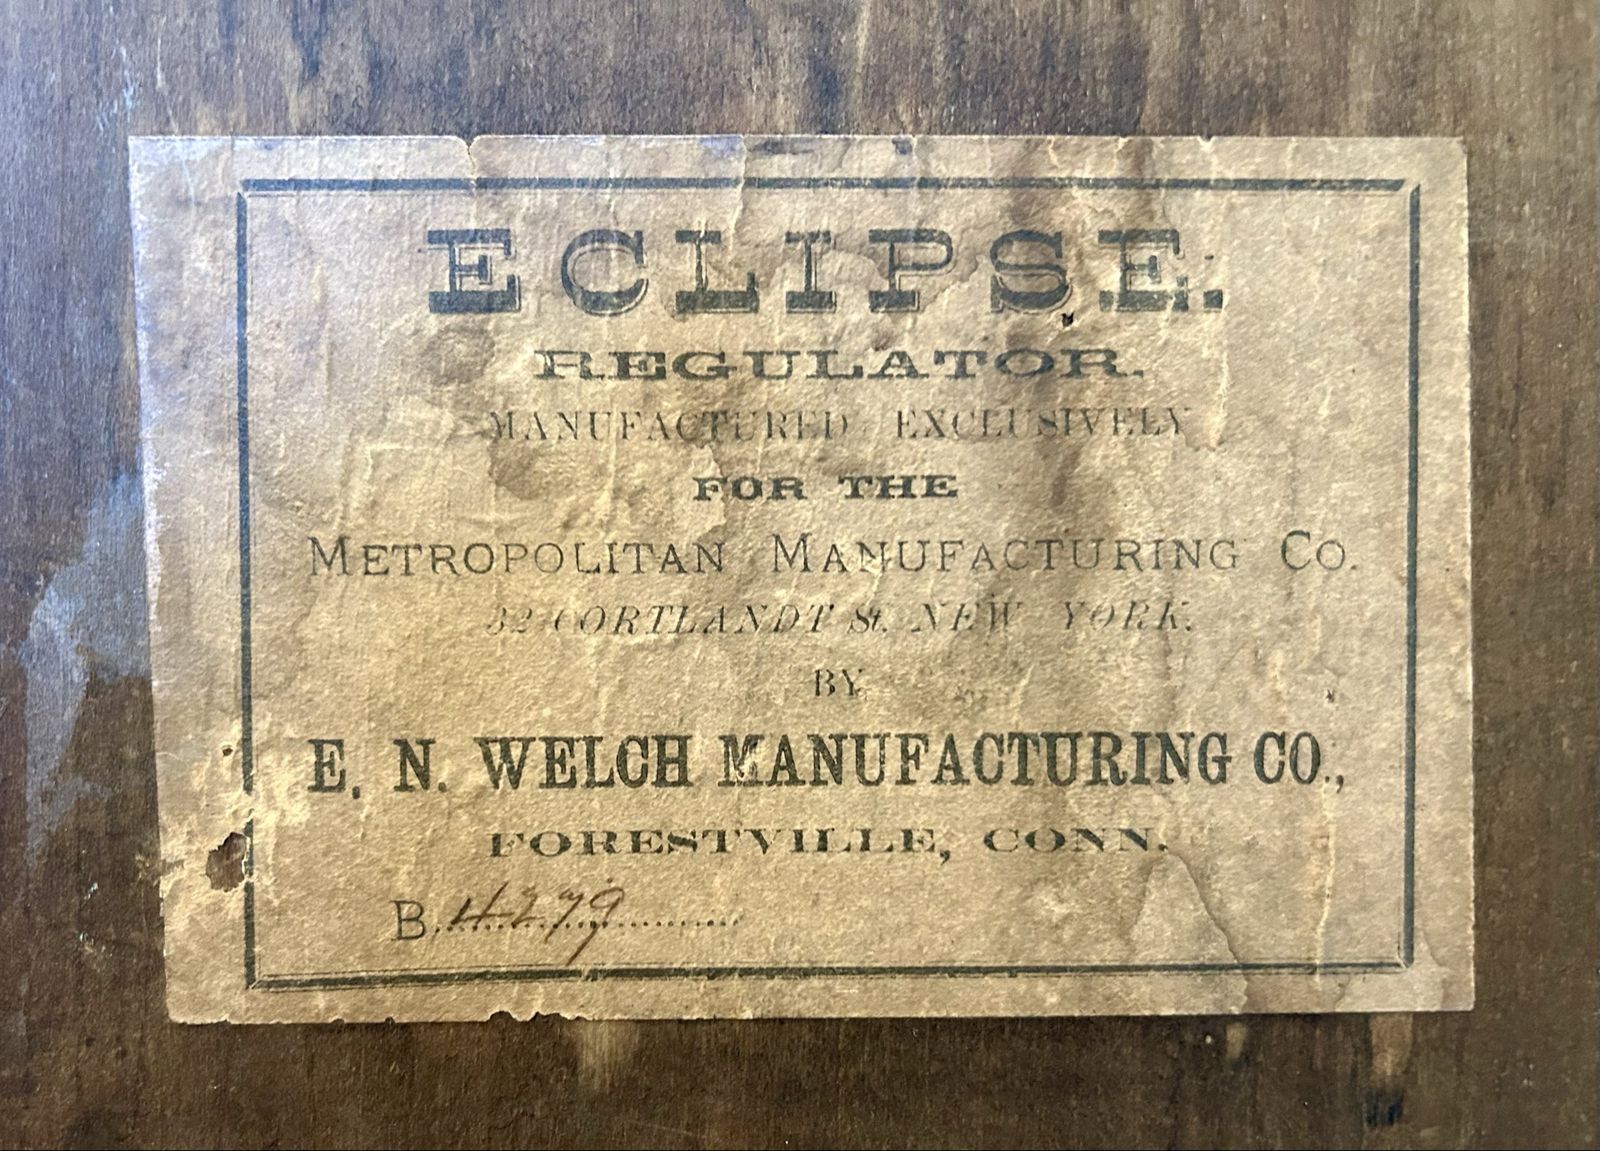 ECLIPSE.
REGULATOR.
MANUFACTURED EXCLUSIVELY
FOR THE
METROPOLITAN MANUFACTURING CO.
32 CORTLANDT St. NEW YORK.
BY
E. N. WELCH MANUFACTURING CO.,
FORESTVILLE, CONN.
B. 4279